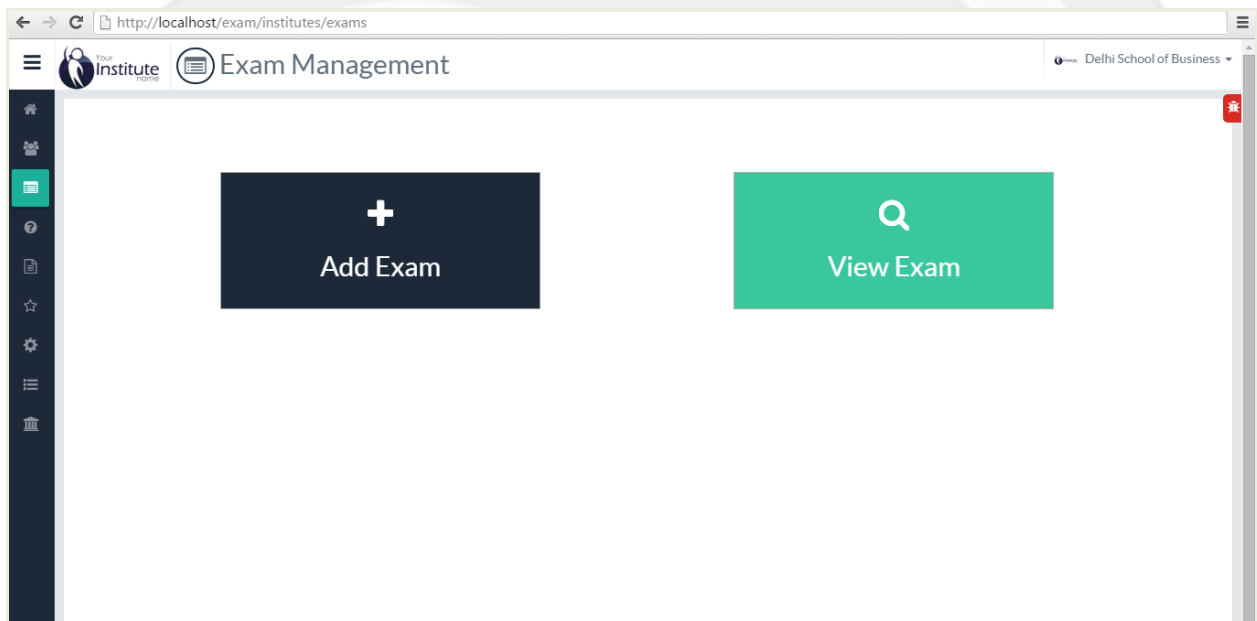 http://localhost/exam/institutes/exams
Your
Institute
name
Exam Management
Delhi School of Business
Add Exam
View Exam